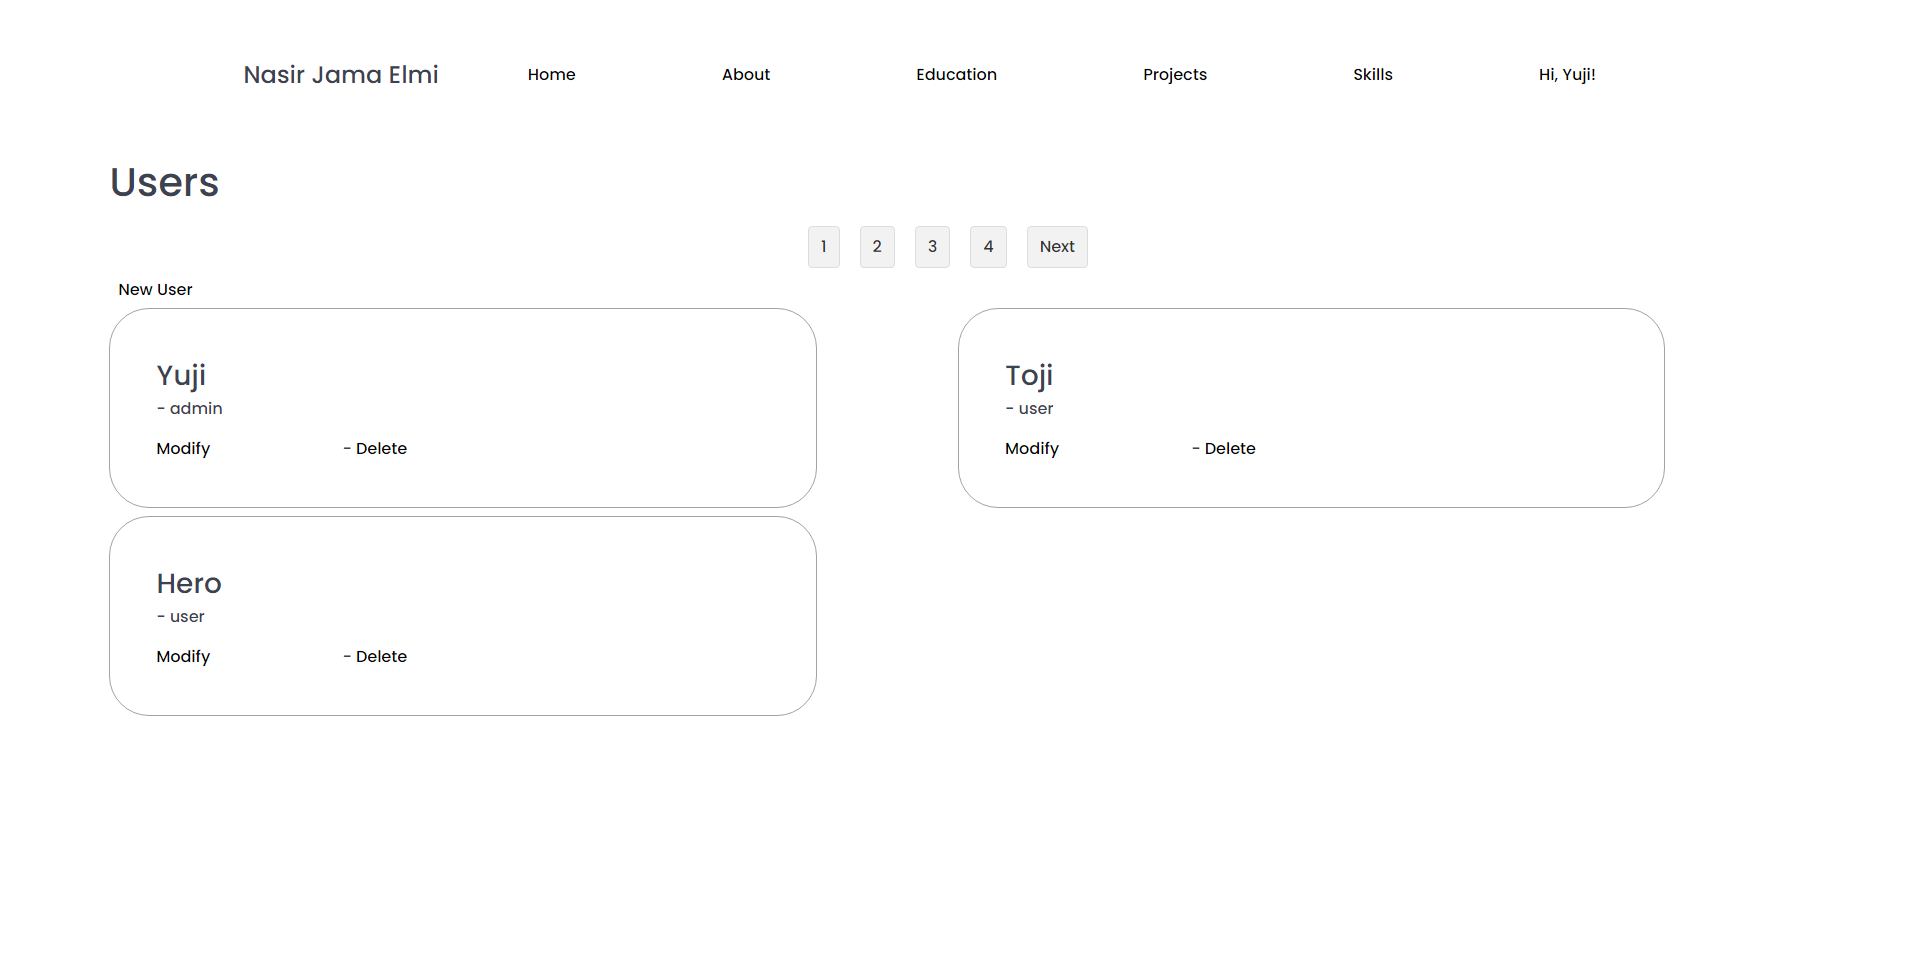 Nasir Jama Elmi Home About Education Projects Skills Hi, Yuji!
Users
1 2 3 4 Next
New User
Yuji
- admin
Modify - Delete
Toji
- user
Modify - Delete
Hero
- user
Modify - Delete